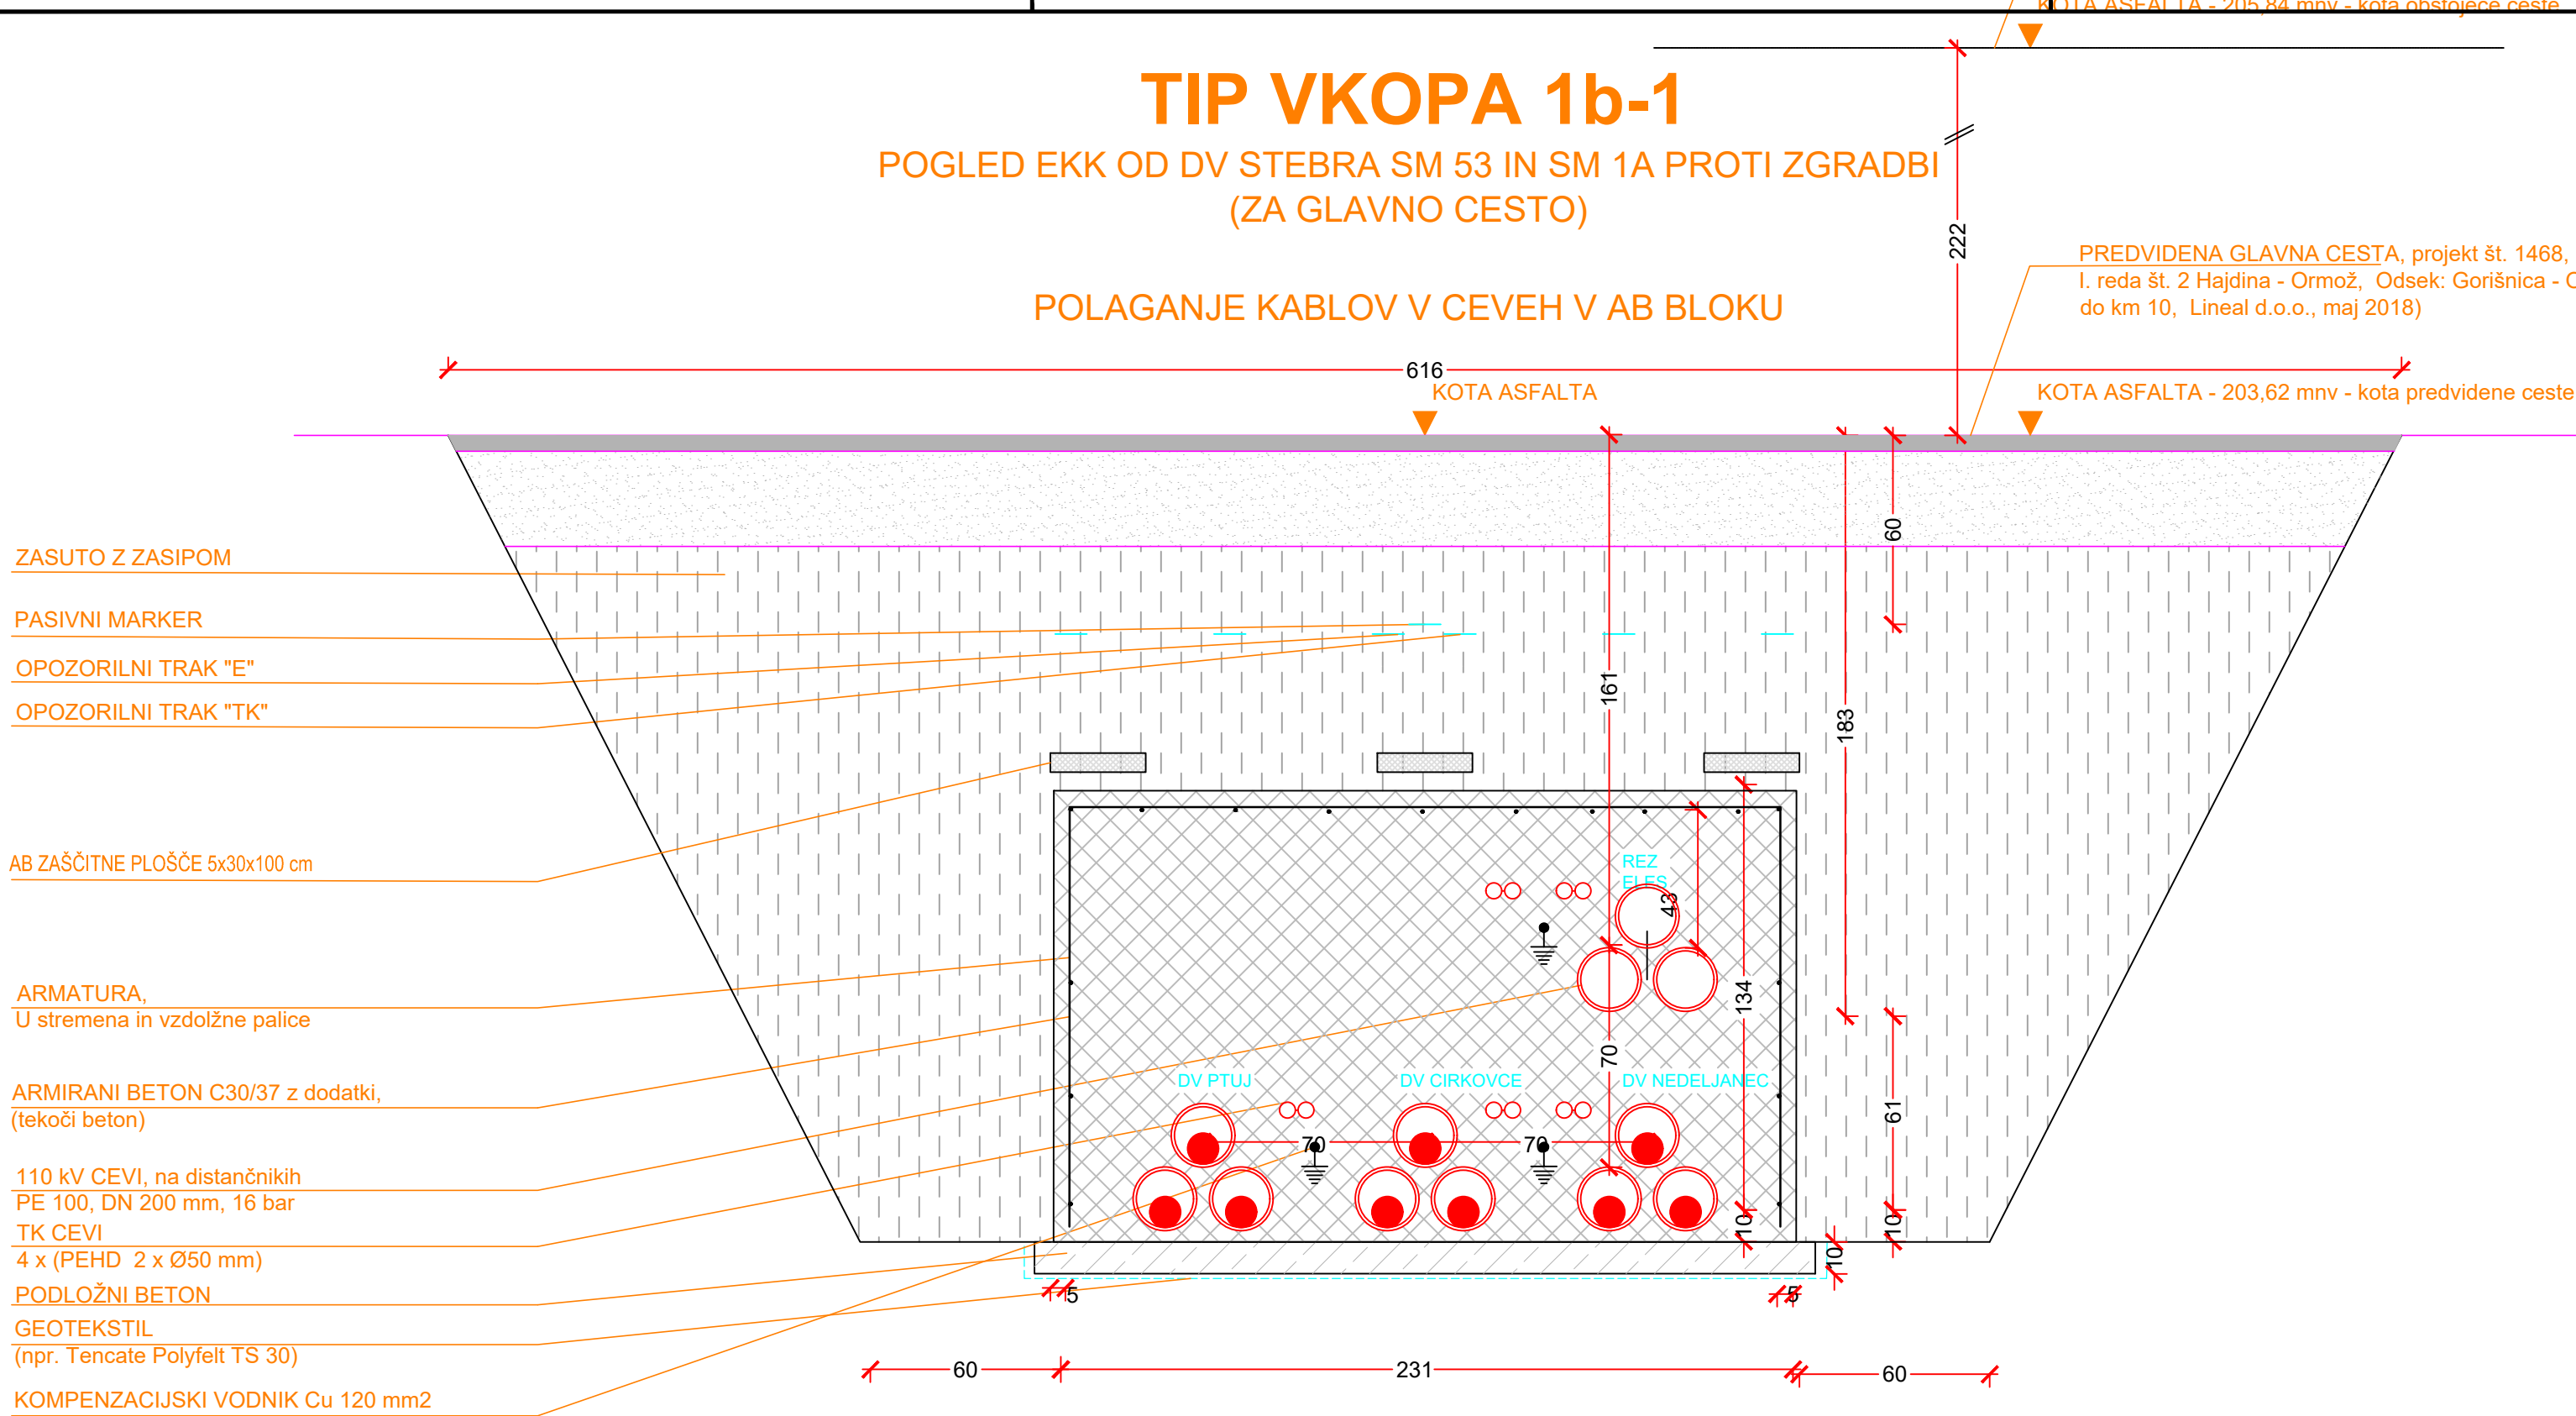 KOTA ASFALTA - 205,84 mnv - kota obstoječe ceste
TIP VKOPA 1b-1
POGLED EKK OD DV STEBRA SM 53 IN SM 1A PROTI ZGRADBI
(ZA GLAVNO CESTO)
POLAGANJE KABLOV V CEVEH V AB BLOKU
222
PREDVIDENA GLAVNA CESTA, projekt št. 1468,
I. reda št. 2 Hajdina - Ormož, Odsek: Gorišnica -
do km 10, Lineal d.o.o., maj 2018)
616
KOTA ASFALTA
KOTA ASFALTA - 203,62 mnv - kota predvidene ceste
60
161
183
ZASUTO Z ZASIPOM
PASIVNI MARKER
OPOZORILNI TRAK "E"
OPOZORILNI TRAK "TK"
AB ZAŠČITNE PLOŠČE 5x30x100 cm
REZ
ELES
43
134
ARMATURA,
U stremena in vzdolžne palice
70
DV PTUJ
DV CIRKOVCE
DV NEDELJANEC
61
ARMIRANI BETON C30/37 z dodatki,
(tekoči beton)
70
70
110 kV CEVI, na distančnikih
PE 100, DN 200 mm, 16 bar
10
10
10
TK CEVI
4 x (PEHD 2 x Ø50 mm)
PODLOŽNI BETON
5
5
GEOTEKSTIL
(npr. Tencate Polyfelt TS 30)
60
231
60
KOMPENZACIJSKI VODNIK Cu 120 mm2